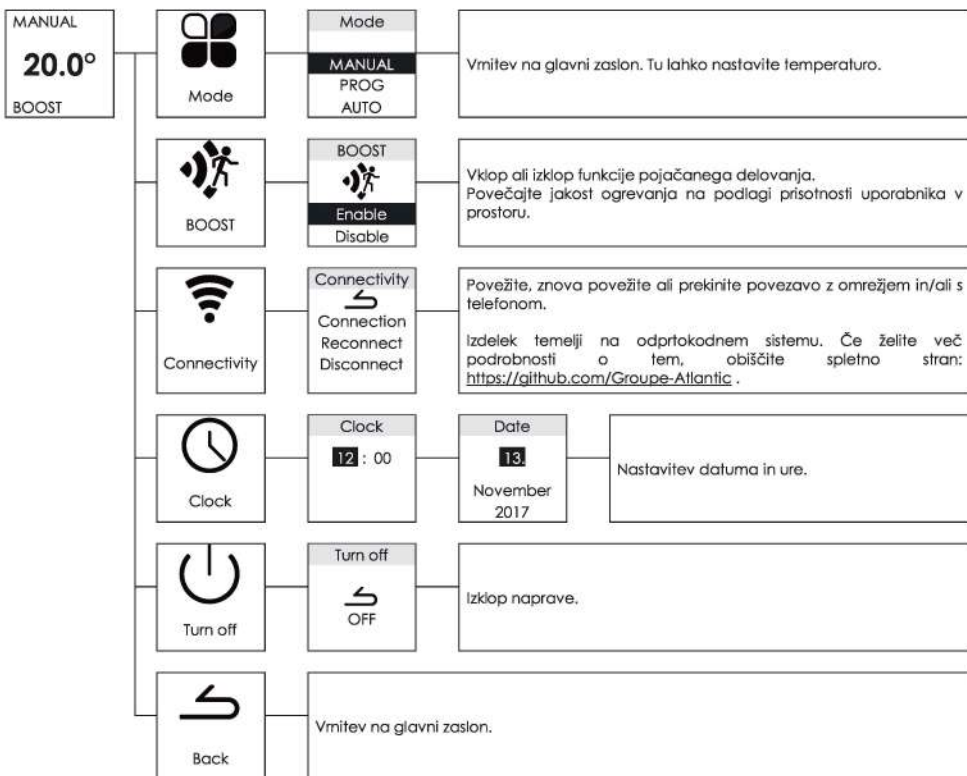 MANUAL
20.0°
BOOST
Mode
Mode
MANUAL
PROG
AUTO
Vrnitev na glavni zaslon. Tu lahko nastavite temperaturo.
BOOST
BOOST
Enable
Disable
Vklop ali izklop funkcije pojačanega delovanja.
Povečajte jakost ogrevanja na podlagi prisotnosti uporabnika v
prostoru.
Connectivity
Connectivity
Connection
Reconnect
Disconnect
Povežite, znova povežite ali prekinite povezavo z omrežjem in/ali s
telefonom.
Izdelek temelji na odprtokodnem sistemu. Če želite več
podrobnosti o tem, obiščite spletno stran:
https://github.com/Groupe-Atlantic .
Clock
Clock
12 : 00
Date
13.
November
2017
Nastavitev datuma in ure.
Turn off
Turn off
OFF
Izklop naprave.
Back
Vrnitev na glavni zaslon.